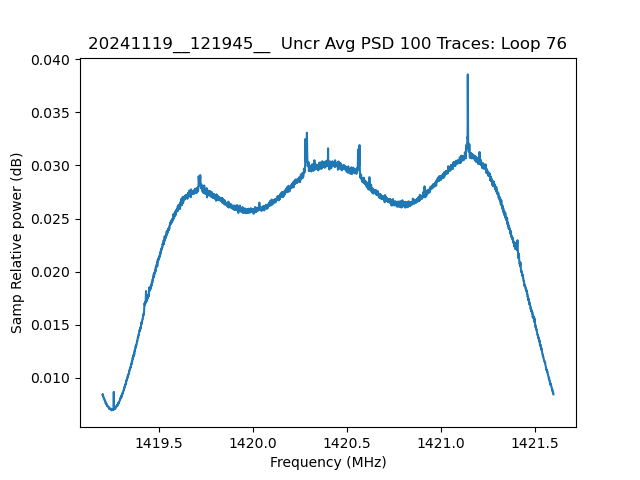 20241119__121945__  Uncr Avg PSD 100 Traces: Loop 76
0.040
0.035
0.030
0.025
0.020
0.015
0.010
Samp Relative power (dB)
1419.5 1420.0 1420.5 1421.0 1421.5
Frequency (MHz)